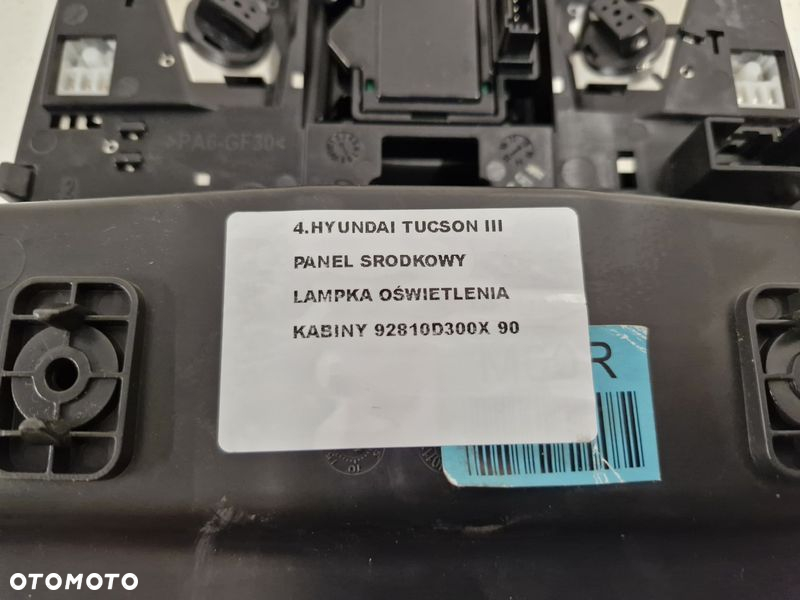 T
>PA6-GF30<
4.HYUNDAI TUCSON III
PANEL SRODKOWY
LAMPKA OŚWIETLENIA
KABINY 92810D300X 90
R
OTOMOTO